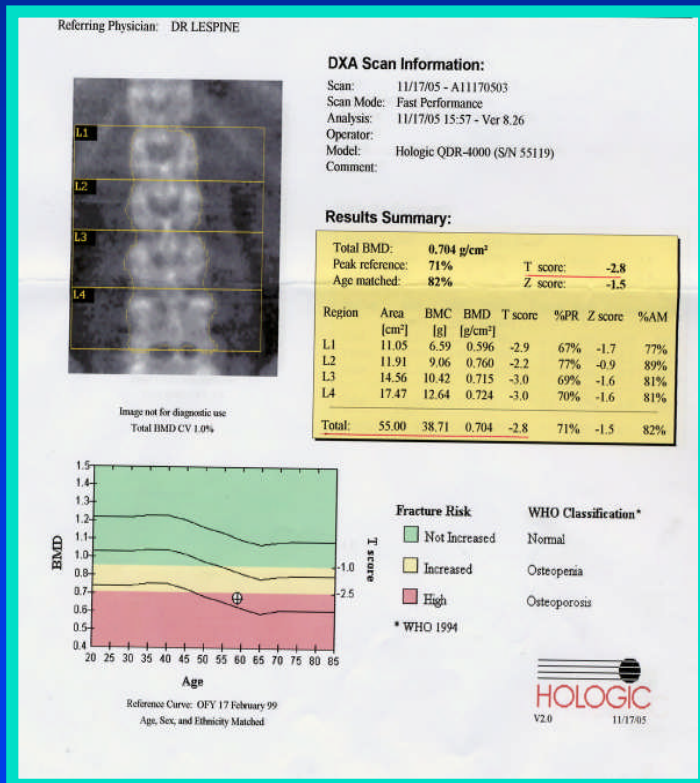 Referring Physician: DR LESPINE
DXA Scan Information:
Scan: 11/17/05 - A11170503
Scan Mode: Fast Performance
Analysis: 11/17/05 15:57 - Ver 8.26
Operator:
Model: Hologic QDR-4000 (S/N 55119)
Comment:
L1
L2
L3
L4
Image not for diagnostic use
Total BMD CV 1.0%
Results Summary:
Total BMD: 0.704 g/cm²
Peak reference: 71% T score: -2.8
Age matched: 82% Z score: -1.5
Region Area BMC BMD T score %PR Z score %AM
[cm²] [g] [g/cm²]
L1 11.05 6.59 0.596 -2.9 67% -1.7 77%
L2 11.91 9.06 0.760 -2.2 77% -0.9 89%
L3 14.56 10.42 0.715 -3.0 69% -1.6 81%
L4 17.47 12.64 0.724 -3.0 70% -1.6 81%
Total: 55.00 38.71 0.704 -2.8 71% -1.5 82%
BMD
1.5
1.4
1.3
1.2
1.1
1.0
0.9
0.8
0.7
0.6
0.5
0.4
T score
-1.0
-2.5
20 25 30 35 40 45 50 55 60 65 70 75 80 85
Age
Reference Curve: OFY 17 February 99
Age, Sex, and Ethnicity Matched
Fracture Risk WHO Classification*
Not Increased Normal
Increased Osteopenia
High Osteoporosis
* WHO 1994
HOLOGIC
V2.0 11/17/05